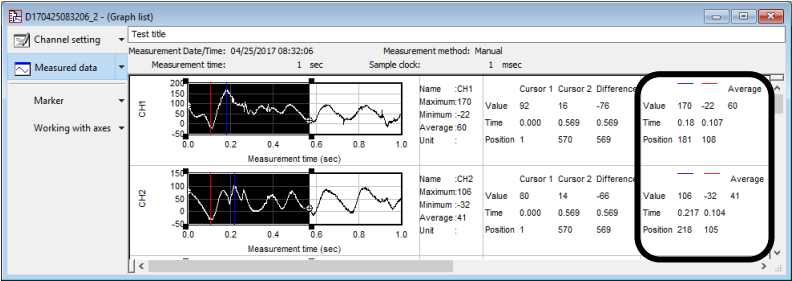 D170425083206_2 - (Graph list)
Channel setting
Measured data
Marker
Working with axes
Test title
Measurement Date/Time: 04/25/2017 08:32:06 Measurement method: Manual
Measurement time: 1 sec Sample clock: 1 msec
CH1
200
150
100
50
0
-50
0.0 0.2 0.4 0.6 0.8 1.0
Measurement time (sec)
Name :CH1
Maximum:170
Minimum :-22
Average :60
Unit :
Cursor 1 Cursor 2 Difference
Value 92 16 -76
Time 0.000 0.569 0.569
Position 1 570 569
Average
Value 170 -22 60
Time 0.18 0.107
Position 181 108
CH2
150
100
50
0
-50
0.0 0.2 0.4 0.6 0.8 1.0
Measurement time (sec)
Name :CH2
Maximum:106
Minimum :-32
Average :41
Unit :
Cursor 1 Cursor 2 Difference
Value 80 14 -66
Time 0.000 0.569 0.569
Position 1 570 569
Average
Value 106 -32 41
Time 0.217 0.104
Position 218 105